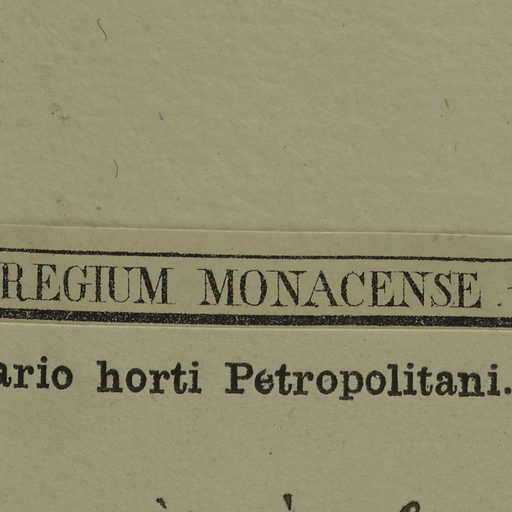 REGIUM MONACENSE
ario horti Petropolitani.